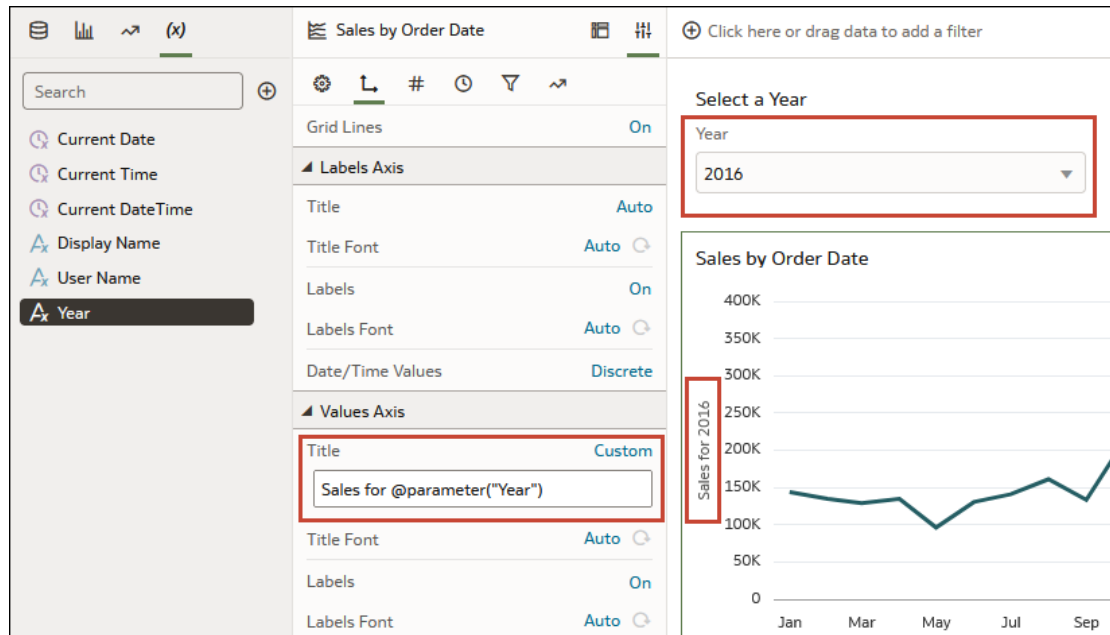 (x)
Search
Current Date
Current Time
Current DateTime
Display Name
User Name
Year
Sales by Order Date
Grid Lines On
Labels Axis
Title Auto
Title Font Auto
Labels On
Labels Font Auto
Date/Time Values Discrete
Values Axis
Title Custom
Sales for @parameter("Year")
Title Font Auto
Labels On
Labels Font Auto
Click here or drag data to add a filter
Select a Year
Year
2016
Sales by Order Date
Sales for 2016
400K
350K
300K
250K
200K
150K
100K
50K
0
Jan Mar May Jul Sep